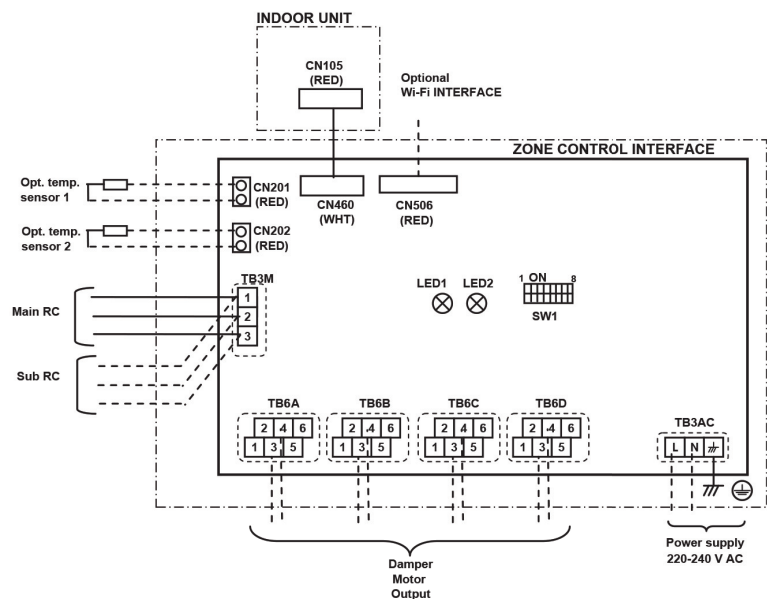 INDOOR UNIT
CN105
(RED)
Optional
Wi-Fi INTERFACE
ZONE CONTROL INTERFACE
Opt. temp.
sensor 1
CN201
(RED)
CN460
(WHT)
CN506
(RED)
Opt. temp.
sensor 2
CN202
(RED)
TB3M
1
2
3
Main RC
Sub RC
LED1 LED2
1 ON 8
SW1
TB6A TB6B TB6C TB6D
2 4 6 2 4 6 2 4 6 2 4 6
1 3 5 1 3 5 1 3 5 1 3 5
TB3AC
L N
Damper
Motor
Output
Power supply
220-240 V AC